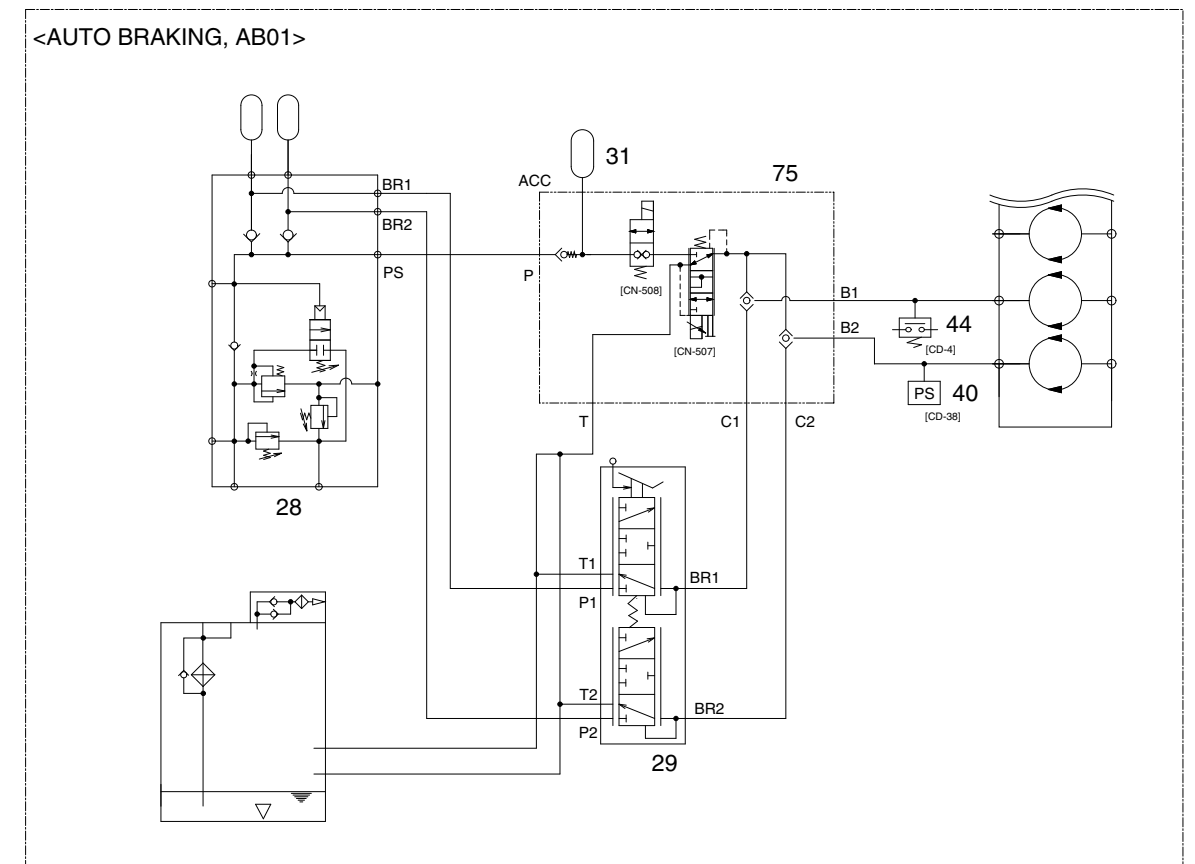 <AUTO BRAKING, AB01>
31
75
ACC
BR1
BR2
PS
P
[CN-508]
[CN-507]
B1
B2
44
[CD-4]
PS
40
[CD-38]
T
C1
C2
28
T1
P1
BR1
T2
P2
BR2
29